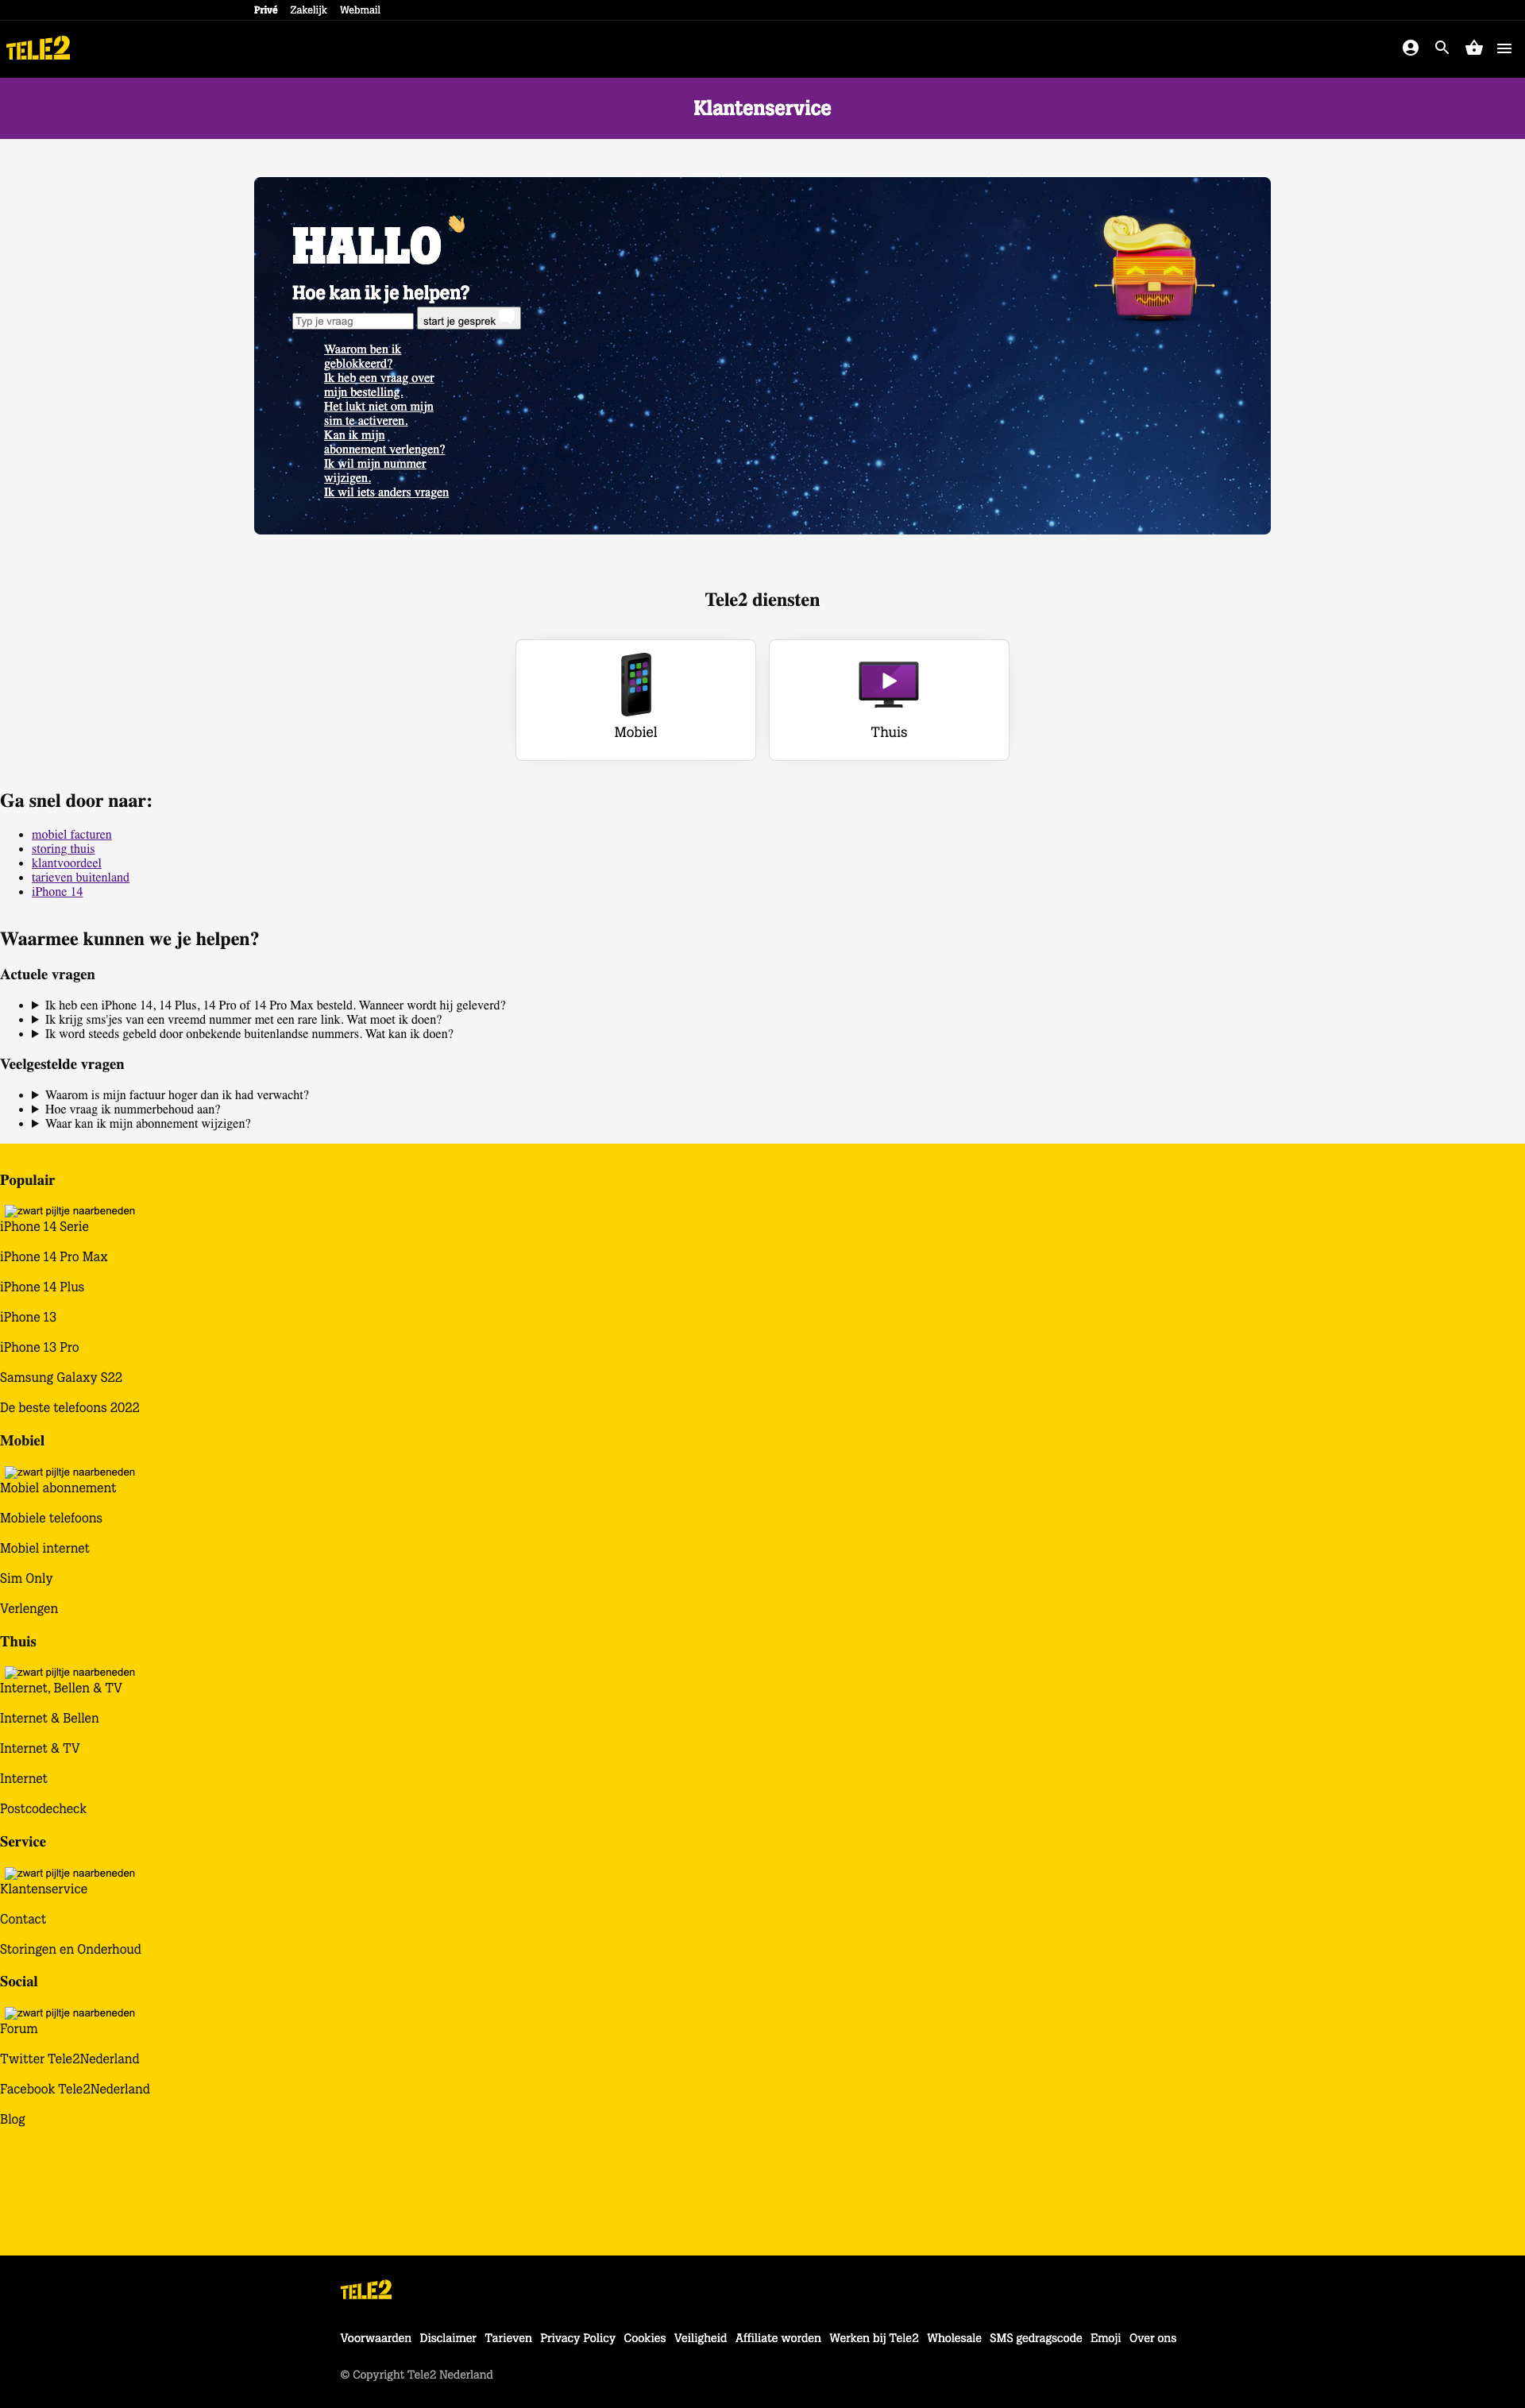 Privé Zakelijk Webmail
TELE2
Klantenservice
HALLO
Hoe kan ik je helpen?
Typ je vraag start je gesprek
Waarom ben ik
geblokkeerd?
Ik heb een vraag over
mijn bestelling.
Het lukt niet om mijn
sim te activeren.
Kan ik mijn
abonnement verlengen?
Ik wil mijn nummer
wijzigen.
Ik wil iets anders vragen
Tele2 diensten
Mobiel
Thuis
Ga snel door naar:
mobiel facturen
storing thuis
klantvoordeel
tarieven buitenland
iPhone 14
Waarmee kunnen we je helpen?
Actuele vragen
Ik heb een iPhone 14, 14 Plus, 14 Pro of 14 Pro Max besteld. Wanneer wordt hij geleverd?
Ik krijg sms'jes van een vreemd nummer met een rare link. Wat moet ik doen?
Ik word steeds gebeld door onbekende buitenlandse nummers. Wat kan ik doen?
Veelgestelde vragen
Waarom is mijn factuur hoger dan ik had verwacht?
Hoe vraag ik nummerbehoud aan?
Waar kan ik mijn abonnement wijzigen?
Populair
zwart pijltje naarbeneden
iPhone 14 Serie
iPhone 14 Pro Max
iPhone 14 Plus
iPhone 13
iPhone 13 Pro
Samsung Galaxy S22
De beste telefoons 2022
Mobiel
zwart pijltje naarbeneden
Mobiel abonnement
Mobiele telefoons
Mobiel internet
Sim Only
Verlengen
Thuis
zwart pijltje naarbeneden
Internet, Bellen & TV
Internet & Bellen
Internet & TV
Internet
Postcodecheck
Service
zwart pijltje naarbeneden
Klantenservice
Contact
Storingen en Onderhoud
Social
zwart pijltje naarbeneden
Forum
Twitter Tele2Nederland
Facebook Tele2Nederland
Blog
TELE2
Voorwaarden Disclaimer Tarieven Privacy Policy Cookies Veiligheid Affiliate worden Werken bij Tele2 Wholesale SMS gedragscode Emoji Over ons
© Copyright Tele2 Nederland